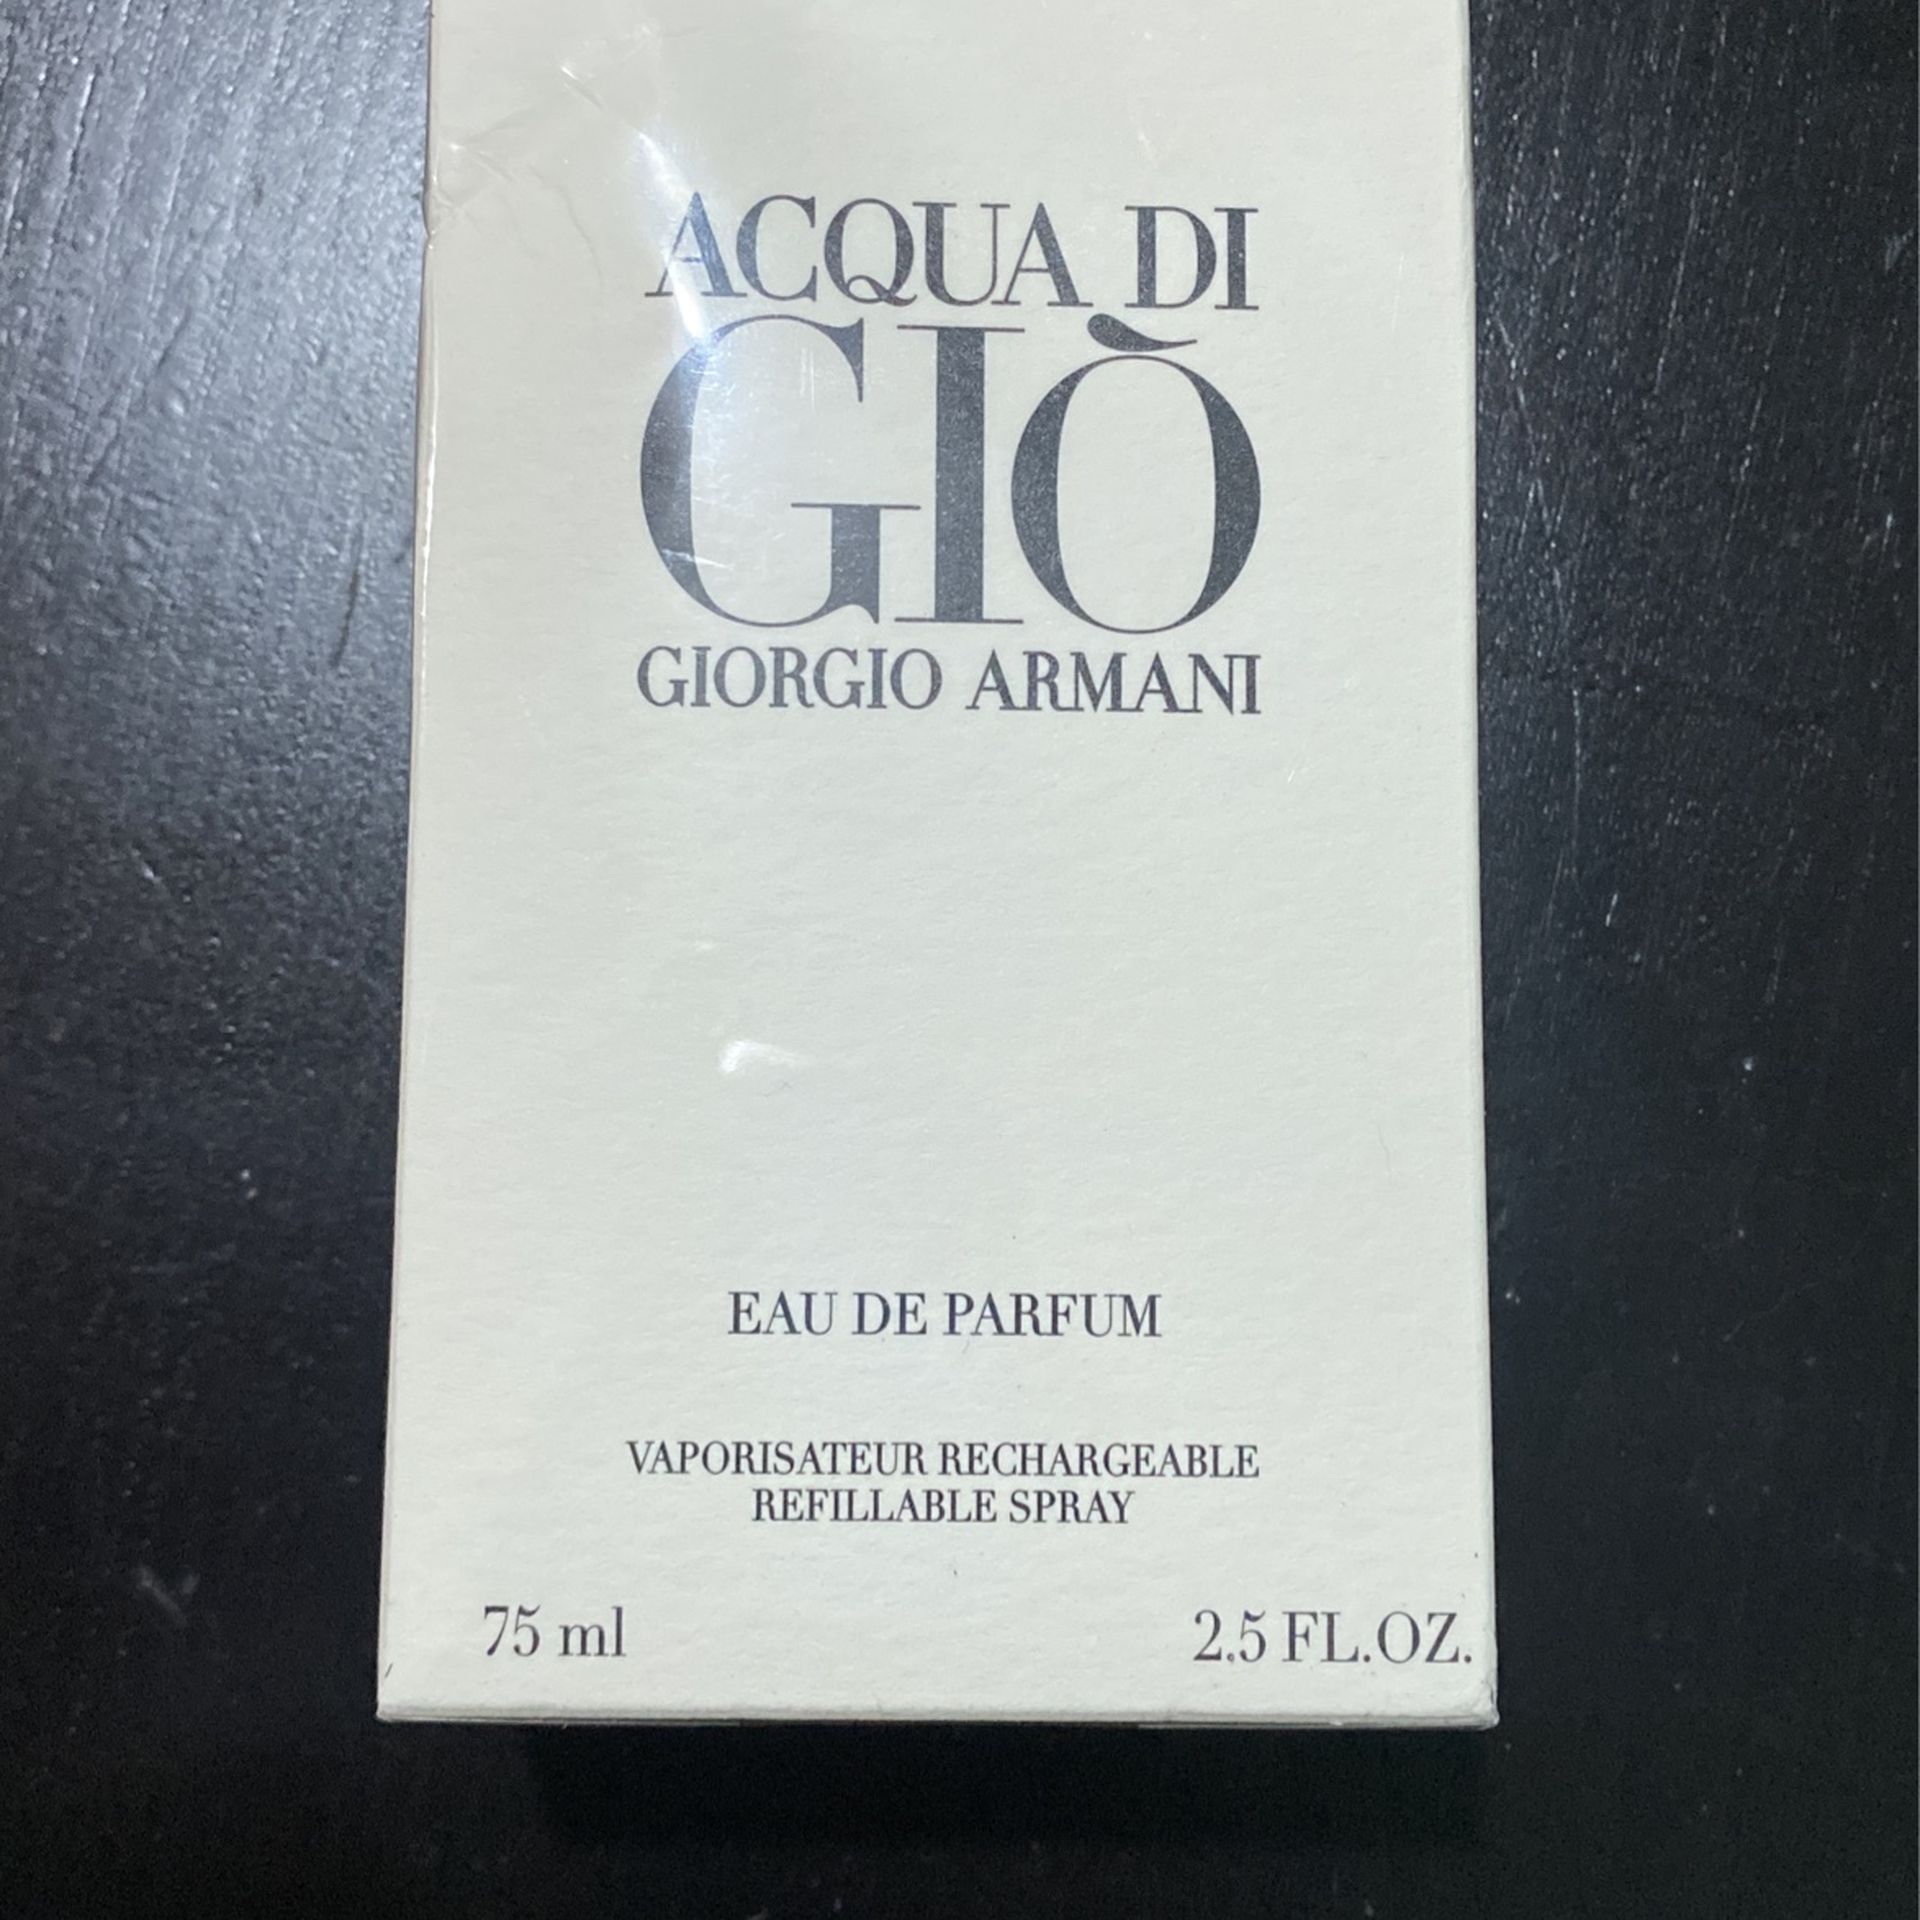 ACQUA DI
GIÒ
GIORGIO ARMANI
EAU DE PARFUM
VAPORISATEUR RECHARGEABLE
REFILLABLE SPRAY
75 ml 2.5 FL.OZ.